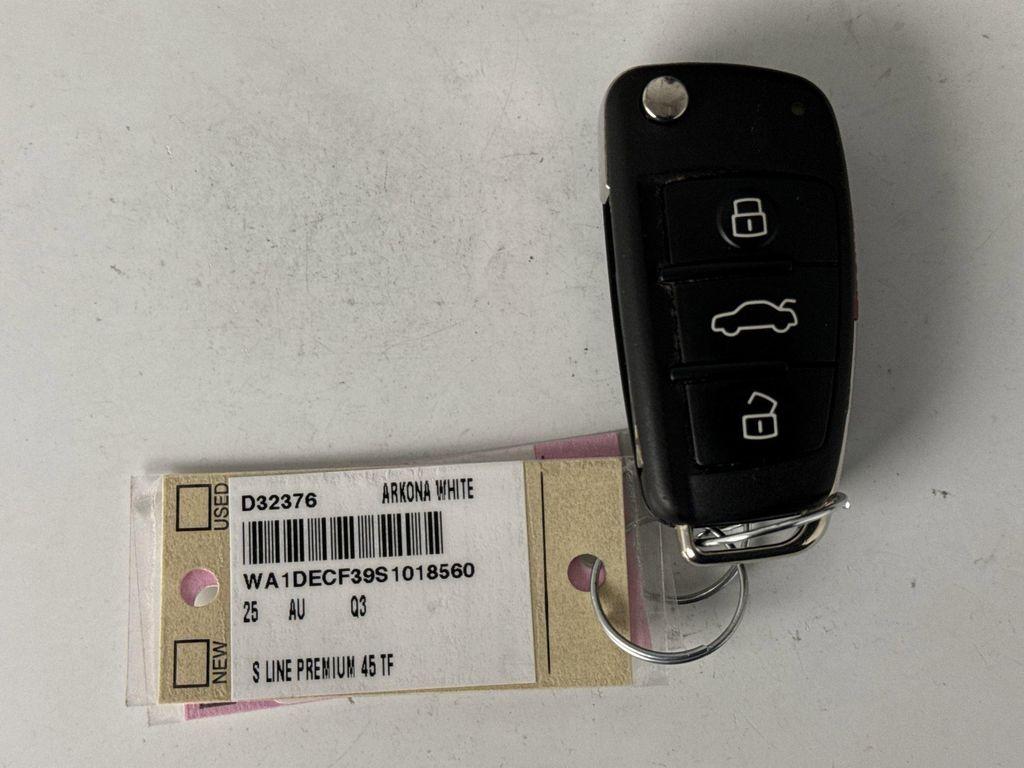 USED
D32376 ARKONA WHITE
WA1DECF39S1018560
25 AU Q3
NEW
S LINE PREMIUM 45 TF